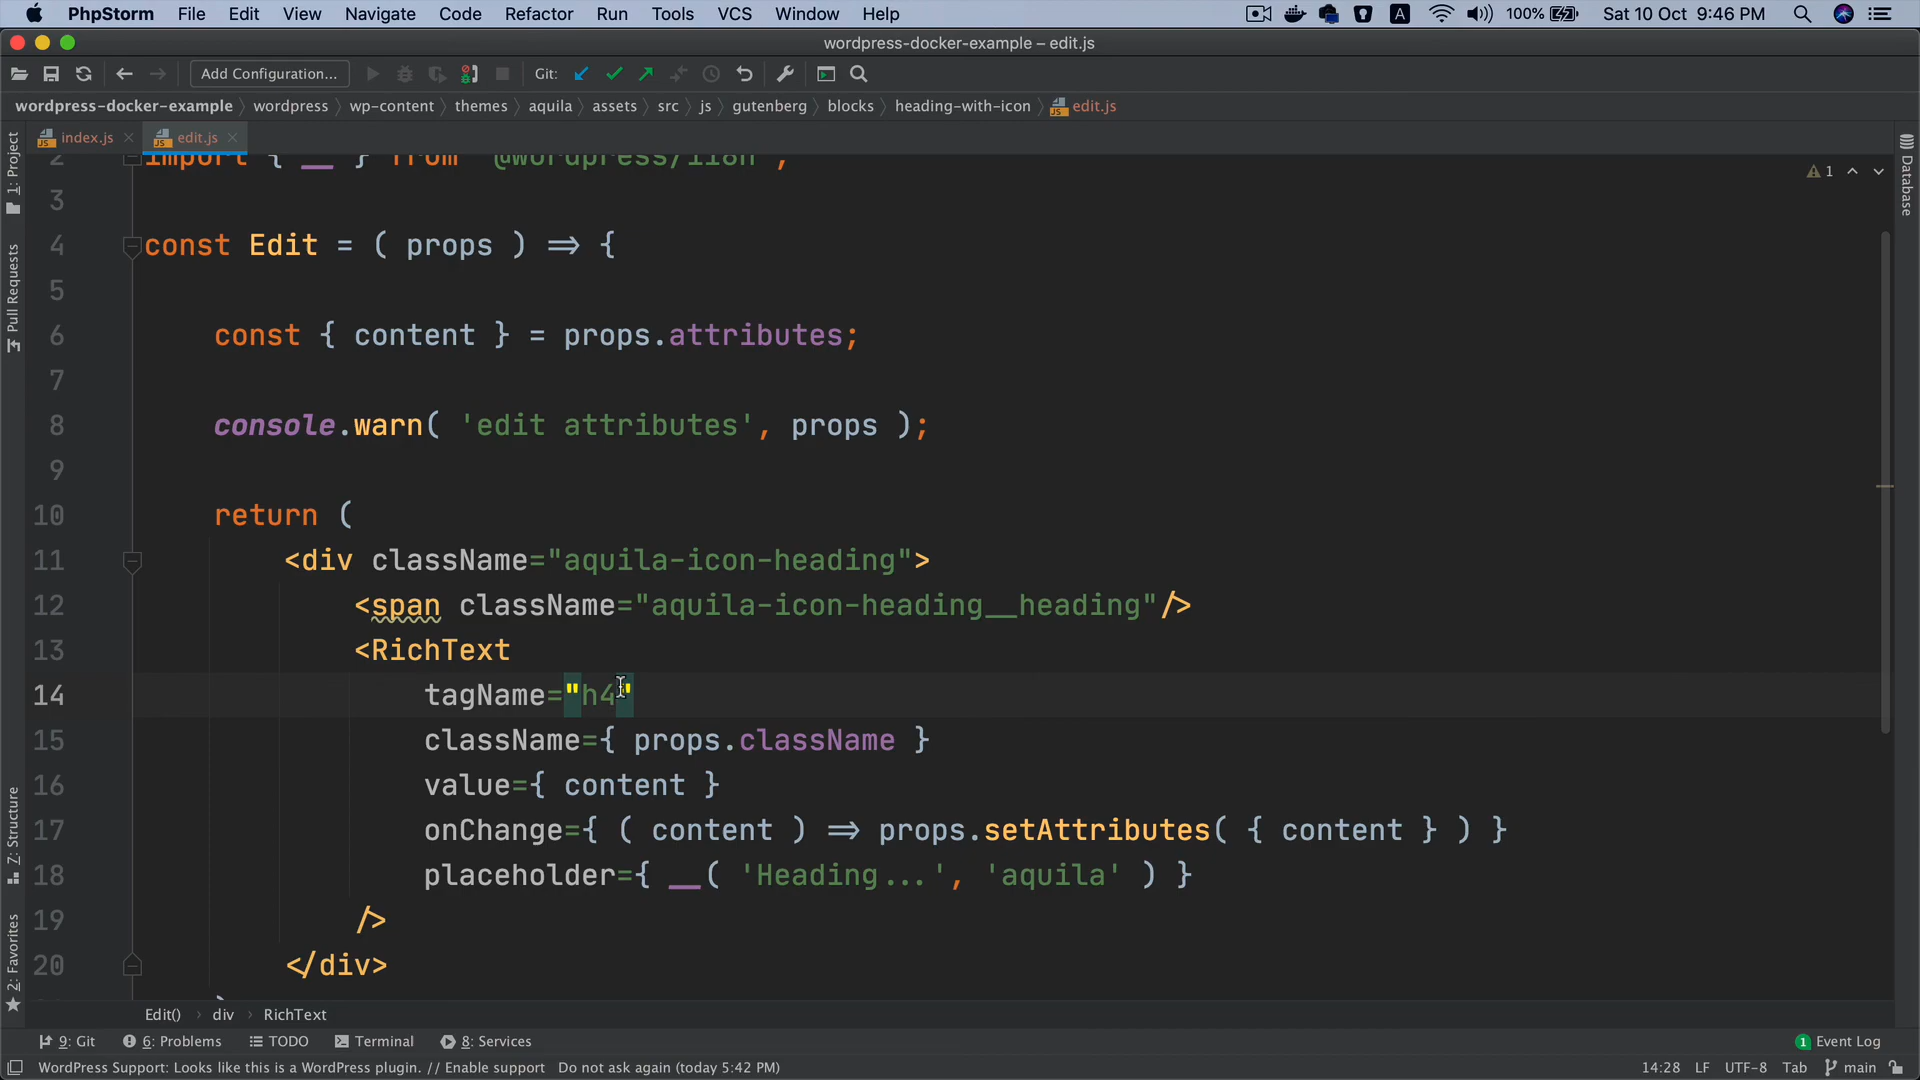 PhpStorm File Edit View Navigate Code Refactor Run Tools VCS Window Help A 100% Sat 10 Oct 9:46 PM
wordpress-docker-example – edit.js
Add Configuration... Git:
wordpress-docker-example wordpress wp-content themes aquila assets src js gutenberg blocks heading-with-icon edit.js
index.js edit.js
2 import { __ } from '@wordpress/i18n';
1
3
4 const Edit = ( props ) ⇒ {
5
6 const { content } = props.attributes;
7
8 console.warn( 'edit attributes', props );
9
10 return (
11 <div className="aquila-icon-heading">
12 <span className="aquila-icon-heading__heading"/>
13 <RichText
14 tagName="h4"
15 className={ props.className }
16 value={ content }
17 onChange={ ( content ) ⇒ props.setAttributes( { content } ) }
18 placeholder={ __( 'Heading...', 'aquila' ) }
19 />
20 </div>
1: Project
Pull Requests
Z: Structure
2: Favorites
Database
Edit() div RichText
9: Git 6: Problems TODO Terminal 8: Services 1 Event Log
WordPress Support: Looks like this is a WordPress plugin. // Enable support Do not ask again (today 5:42 PM) 14:28 LF UTF-8 Tab main